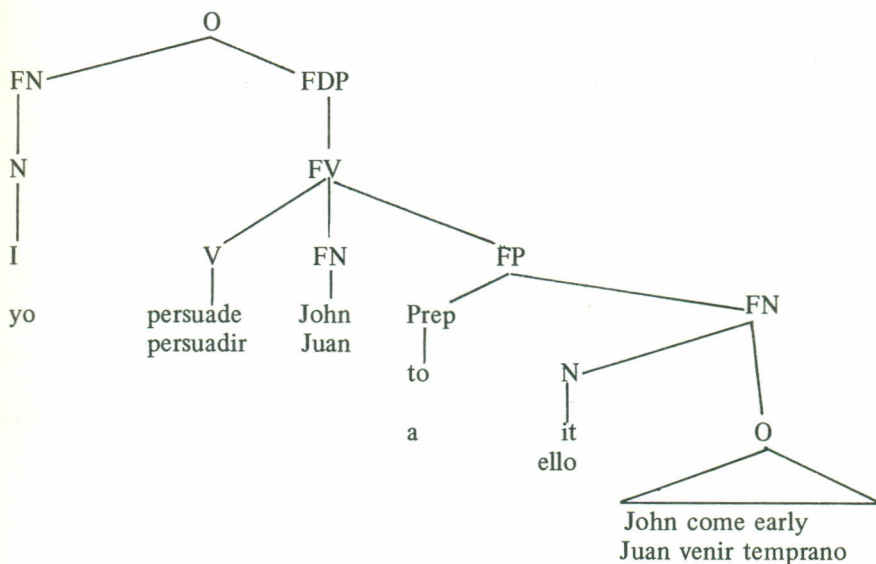 O
FN FDP
N FV
I V FN FP
yo persuade John Prep FN
persuadir Juan
to N
a it O
ello
John come early
Juan venir temprano